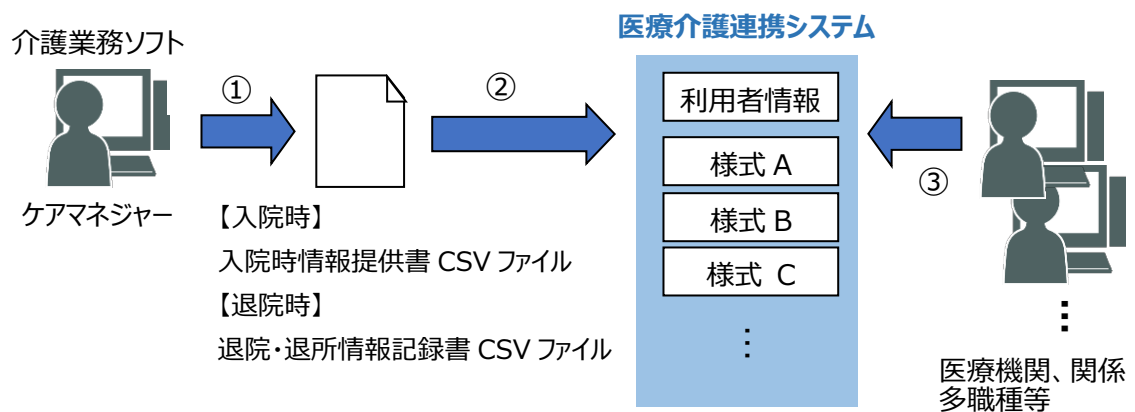 介護業務ソフト
ケアマネジャー
①
【入院時】
入院時情報提供書 CSV ファイル
【退院時】
退院・退所情報記録書 CSV ファイル
②
医療介護連携システム
利用者情報
様式 A
様式 B
様式 C
⋮
③
⋮
医療機関、関係
多職種等